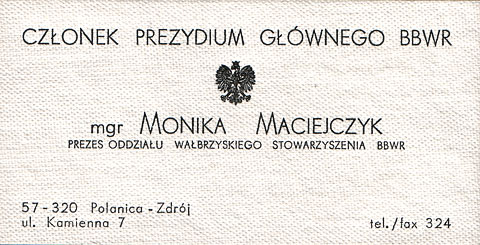 CZŁONEK PREZYDIUM GŁÓWNEGO BBWR
mgr MONIKA MACIEJCZYK
PREZES ODDZIAŁU WAŁBRZYSKIEGO STOWARZYSZENIA BBWR
57-320 Polanica - Zdrój
ul. Kamienna 7
tel./fax 324